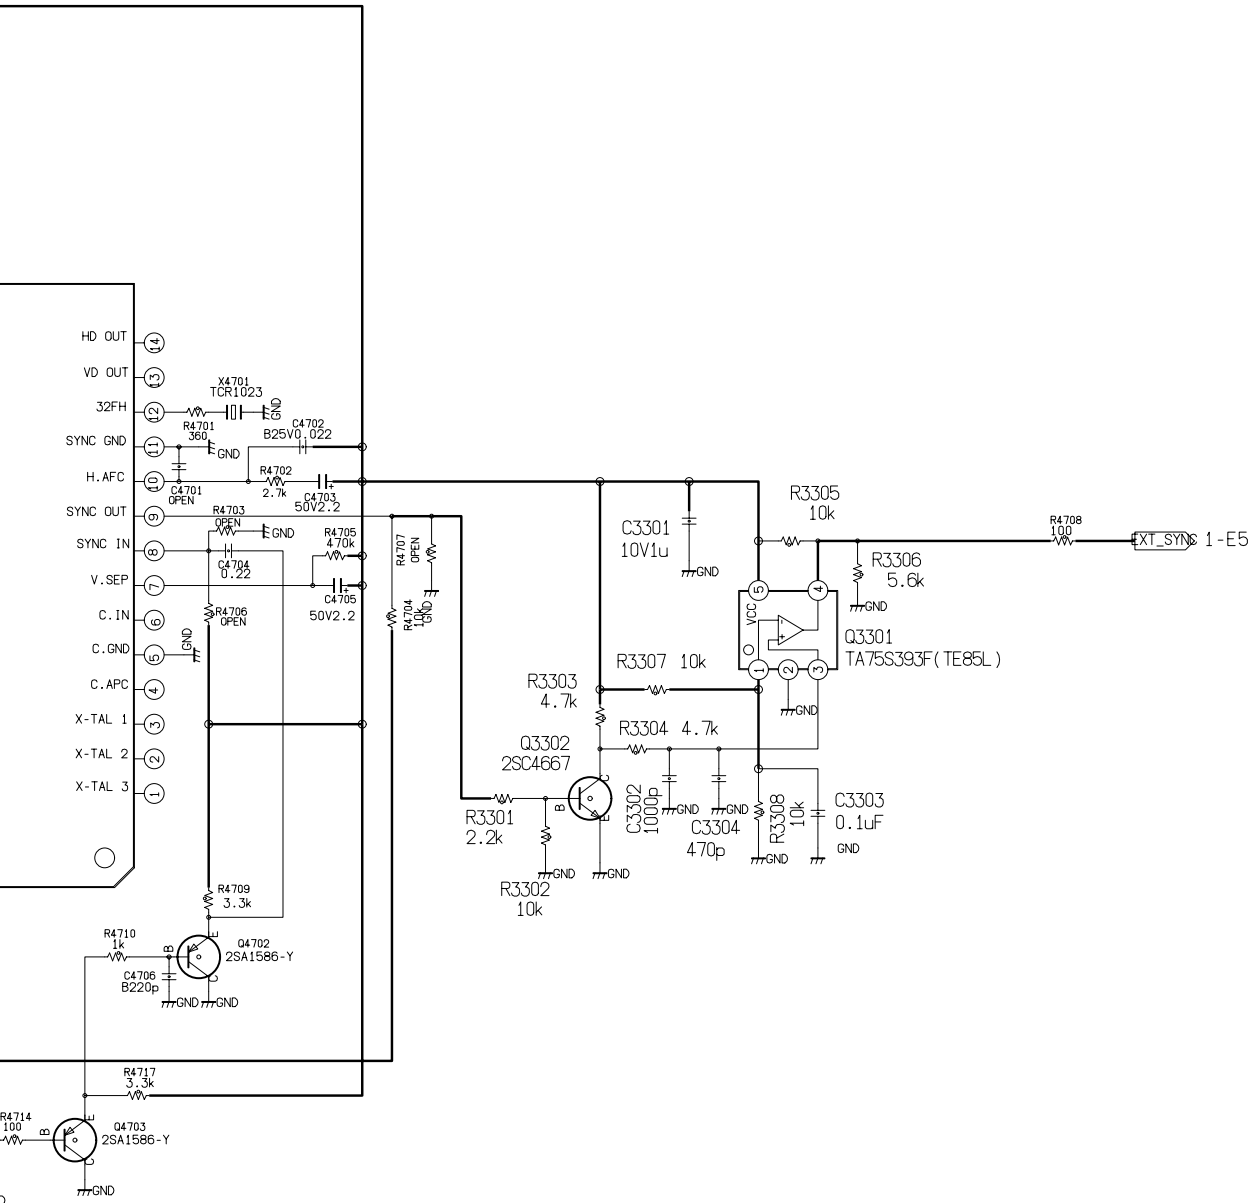 HD OUT
14
VD OUT
13
X4701
TCR1023
32FH
12
R4701
360
GND
C4702
B25V0.022
SYNC GND
11
GND
H.AFC
10
C4701
OPEN
R4702
2.7k
C4703
+
50V2.2
SYNC OUT
9
R4703
OPEN
GND
SYNC IN
8
C4704
0.22
R4705
470k
R4707
OPEN
GND
V.SEP
7
C4705
+
50V2.2
R4706
OPEN
R4704
10k
C.IN
6
C.GND
5
GND
C.APC
4
X-TAL 1
3
X-TAL 2
2
X-TAL 3
1
C3301
10V1u
GND
R3305
10k
R4708
100
EXT_SYNC 1-E5
R3306
5.6k
GND
VCC
5
4
-
+
Q3301
TA75S393F(TE85L)
1
2
3
GND
R3307 10k
R3303
4.7k
R3304 4.7k
Q3302
2SC4667
B
C
E
R3301
2.2k
GND
R3302
10k
GND
C3302
1000p
GND
GND
C3304
470p
R3308
10k
GND
C3303
0.1uF
GND
R4709
3.3k
R4710
1k
B
E
C
Q4702
2SA1586-Y
C4706
B220p
GND
GND
R4717
3.3k
R4714
100
B
E
C
Q4703
2SA1586-Y
GND